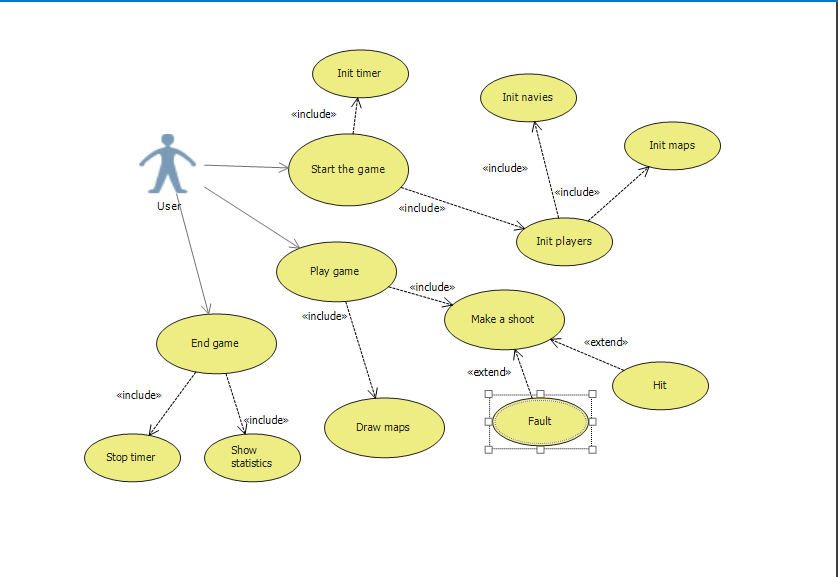 Init timer
Init navies
«include»
Init maps
Start the game
«include»
«include»
User
«include»
Init players
Play game
«include»
«include»
Make a shoot
End game
«extend»
«extend»
Hit
«include»
«include»
Fault
Draw maps
Stop timer
Show
statistics